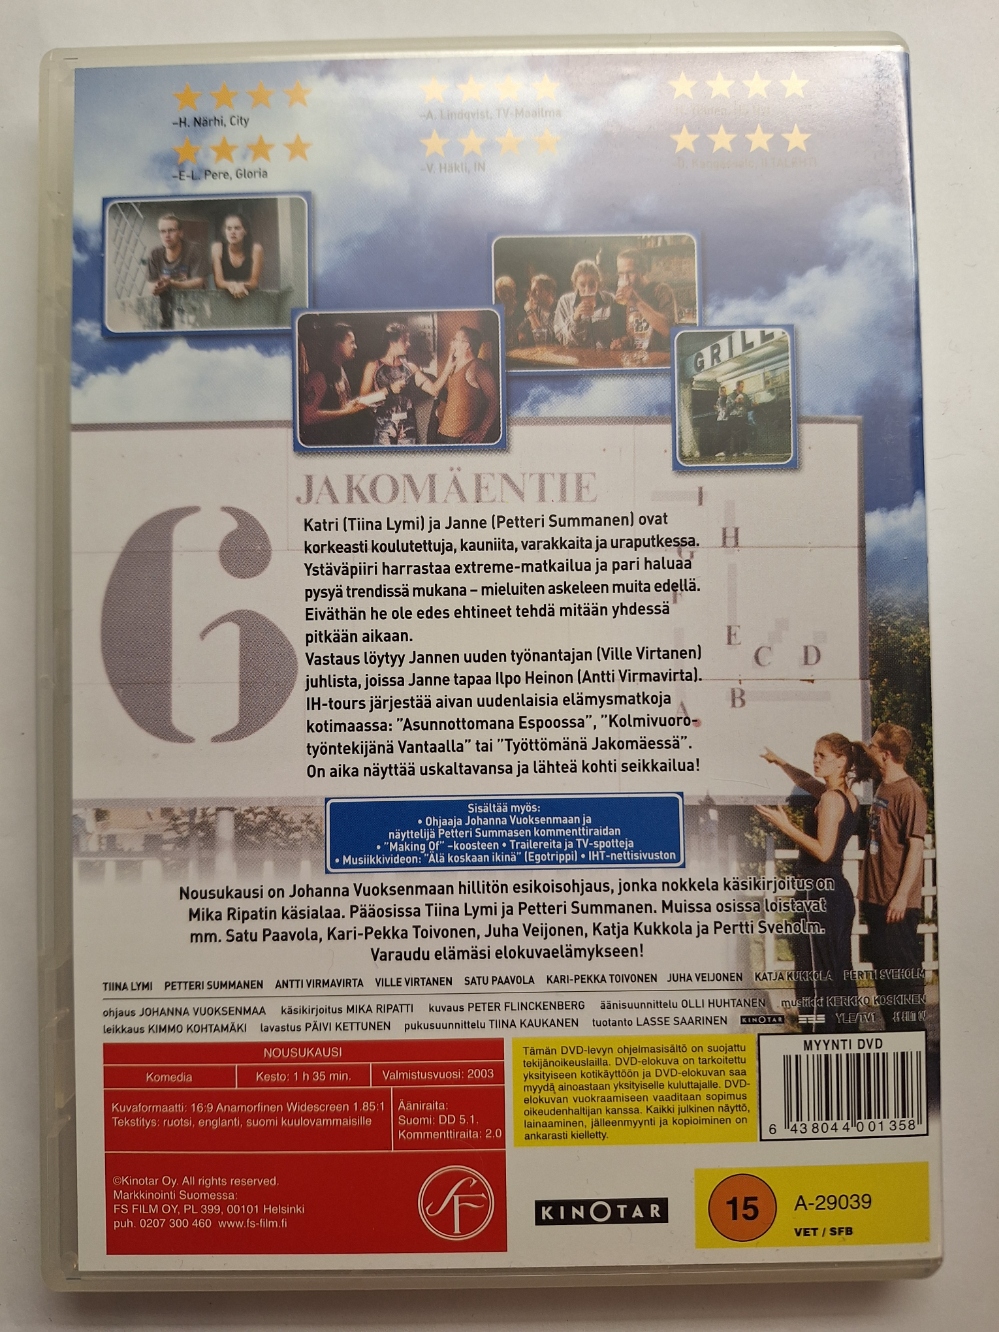 –H. Närhi, City
–A. Lindqvist, TV-Maailma
–E-L. Pere, Gloria
–V. Häkli, IN
GRILL
6
JAKOMÄENTIE
I
H
G
F
E
C D
B
A
Katri (Tiina Lymi) ja Janne (Petteri Summanen) ovat
korkeasti koulutettuja, kauniita, varakkaita ja uraputkessa.
Ystäväpiiri harrastaa extreme-matkailua ja pari haluaa
pysyä trendissä mukana – mieluiten askeleen muita edellä.
Eiväthän he ole edes ehtineet tehdä mitään yhdessä
pitkään aikaan.
Vastaus löytyy Jannen uuden työnantajan (Ville Virtanen)
juhlista, joissa Janne tapaa Ilpo Heinon (Antti Virmavirta).
IH-tours järjestää aivan uudenlaisia elämysmatkoja
kotimaassa: ”Asunnottomana Espoossa”, ”Kolmivuoro-
työntekijänä Vantaalla” tai ”Työttömänä Jakomäessä”.
On aika näyttää uskaltavansa ja lähteä kohti seikkailua!
Sisältää myös:
• Ohjaaja Johanna Vuoksenmaan ja
näyttelijä Petteri Summasen kommenttiraidan
• ”Making Of” –koosteen • Trailereita ja TV-spotteja
• Musiikkivideon: ”Älä koskaan ikinä” (Egotrippi) • IHT-nettisivuston
Nousukausi on Johanna Vuoksenmaan hillitön esikoisohjaus, jonka nokkela käsikirjoitus on
Mika Ripatin käsialaa. Pääosissa Tiina Lymi ja Petteri Summanen. Muissa osissa loistavat
mm. Satu Paavola, Kari-Pekka Toivonen, Juha Veijonen, Katja Kukkola ja Pertti Sveholm.
Varaudu elämäsi elokuvaelämykseen!
TIINA LYMI PETTERI SUMMANEN ANTTI VIRMAVIRTA VILLE VIRTANEN SATU PAAVOLA KARI-PEKKA TOIVONEN JUHA VEIJONEN KATJA KUKKOLA PERTTI SVEHOLM
ohjaus JOHANNA VUOKSENMAA käsikirjoitus MIKA RIPATTI kuvaus PETER FLINCKENBERG äänisuunnittelu OLLI HUHTANEN musiikki KERKKO KOSKINEN
leikkaus KIMMO KOHTAMÄKI lavastus PÄIVI KETTUNEN pukusuunnittelu TIINA KAUKANEN tuotanto LASSE SAARINEN KINOTAR YLE/TV1
NOUSUKAUSI
Komedia Kesto: 1 h 35 min. Valmistusvuosi: 2003
Kuvaformaatti: 16:9 Anamorfinen Widescreen 1.85:1
Tekstitys: ruotsi, englanti, suomi kuulovammaisille
Ääniraita:
Suomi: DD 5.1.
Kommenttiraita: 2.0
©Kinotar Oy. All rights reserved.
Markkinointi Suomessa:
FS FILM OY, PL 399, 00101 Helsinki
puh. 0207 300 460 www.fs-film.fi
SF
Tämän DVD-levyn ohjelmasisältö on suojattu
tekijänoikeuslailla. DVD-elokuva on tarkoitettu
yksityiseen kotikäyttöön ja DVD-elokuvan saa
myydä ainoastaan yksityiselle kuluttajalle. DVD-
elokuvan vuokraamiseen vaaditaan sopimus
oikeudenhaltijan kanssa. Kaikki julkinen näyttö,
lainaaminen, jälleenmyynti ja kopioiminen on
ankarasti kielletty.
MYYNTI DVD
6 438044 001358
KINOTAR
15
A-29039
VET / SFB